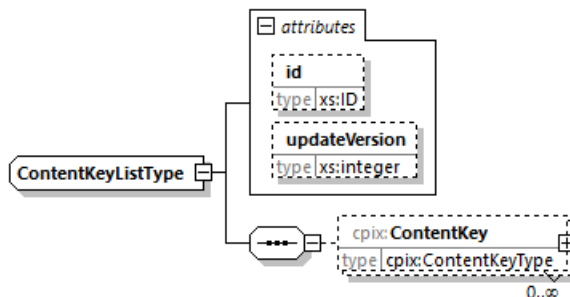 attributes
id
type xs:ID
updateVersion
type xs:integer
ContentKeyListType
cpix:ContentKey
type cpix:ContentKeyType
0..∞